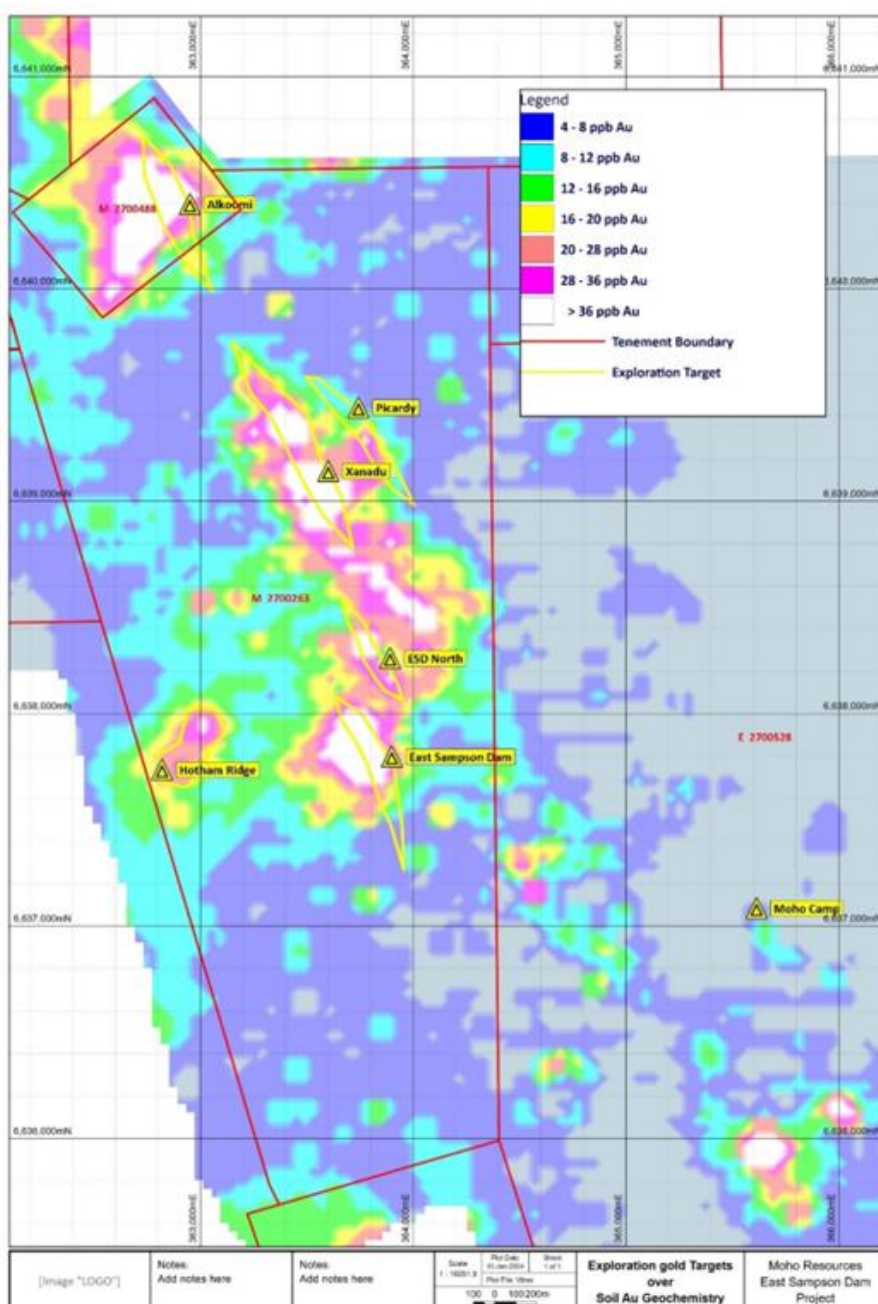 363,000mE
364,000mE
365,000mE
366,000mE
6,641,000mN
6,641,000mN
Legend
4 - 8 ppb Au
8 - 12 ppb Au
12 - 16 ppb Au
16 - 20 ppb Au
20 - 28 ppb Au
28 - 36 ppb Au
> 36 ppb Au
Tenement Boundary
Exploration Target
M 2700488
Alkoomi
6,640,000mN
6,640,000mN
Picardy
Xanadu
6,639,000mN
6,639,000mN
M 2700263
ESD North
6,638,000mN
6,638,000mN
E 2700528
East Sampson Dam
Hotham Ridge
Moho Camp
6,637,000mN
6,637,000mN
6,636,000mN
6,636,000mN
363,000mE
364,000mE
365,000mE
366,000mE
[Image "LOGO"]
Notes:
Add notes here
Notes:
Add notes here
Scale
Plot Date
Sheet
1 of 1
100 0 100 200m
Exploration gold Targets
over
Soil Au Geochemistry
Moho Resources
East Sampson Dam
Project